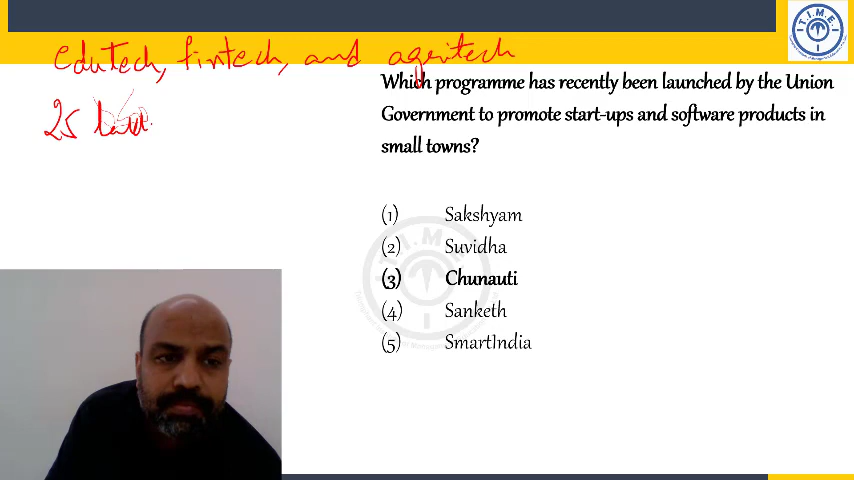 T.I.M.E.
edutech, fintech, and agritech
25
Which programme has recently been launched by the Union
Government to promote start-ups and software products in
small towns?
(1) Sakshyam
(2) Suvidha
(3) Chunauti
(4) Sanketh
(5) SmartIndia